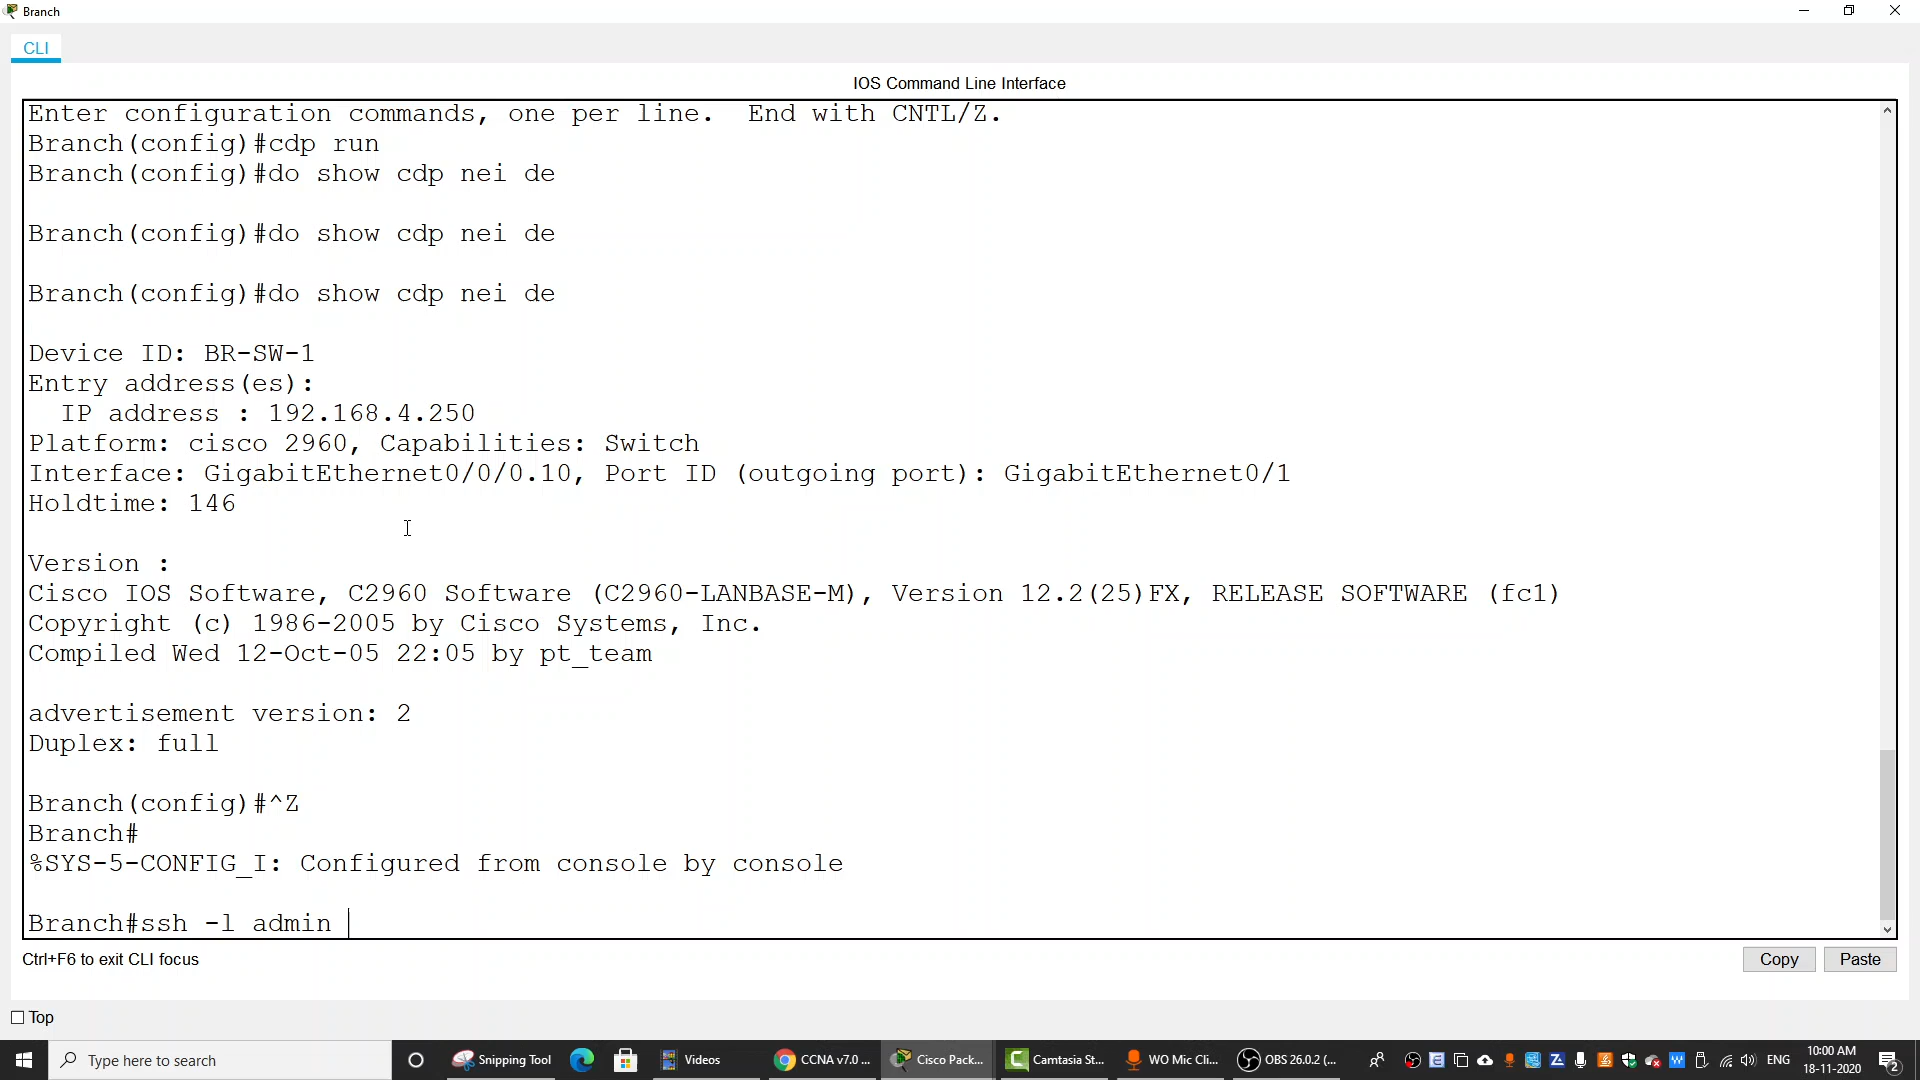 Branch
CLI
IOS Command Line Interface
Enter configuration commands, one per line.  End with CNTL/Z.
Branch(config)#cdp run
Branch(config)#do show cdp nei de
Branch(config)#do show cdp nei de
Branch(config)#do show cdp nei de
Device ID: BR-SW-1
Entry address(es):
  IP address : 192.168.4.250
Platform: cisco 2960, Capabilities: Switch
Interface: GigabitEthernet0/0/0.10, Port ID (outgoing port): GigabitEthernet0/1
Holdtime: 146
Version :
Cisco IOS Software, C2960 Software (C2960-LANBASE-M), Version 12.2(25)FX, RELEASE SOFTWARE (fc1)
Copyright (c) 1986-2005 by Cisco Systems, Inc.
Compiled Wed 12-Oct-05 22:05 by pt_team
advertisement version: 2
Duplex: full
Branch(config)#^Z
Branch#
%SYS-5-CONFIG_I: Configured from console by console
Branch#ssh -l admin
Ctrl+F6 to exit CLI focus
Copy Paste
Top
Type here to search Snipping Tool Videos CCNA v7.0 ... Cisco Pack... Camtasia St... WO Mic Cli... OBS 26.0.2 (... ENG 10:00 AM
18-11-2020 2